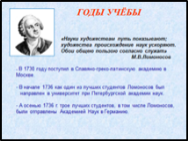 ГОДЫ УЧЁБЫ
«Науки художествам путь показывают;
художества происхождение наук ускоряют.
Обои общею пользою согласно служат»
М.В.Ломоносов
- В 1736 году поступил в Славяно-греко-латинскую академию в
Москве.
- В начале 1736 как один из лучших студентов Ломоносов был
направлен в университет при Петербургской академии наук.
- А осенью 1736 г. трое лучших студентов, в том числе Ломоносов,
были отправлены Академией Наук в Германию.